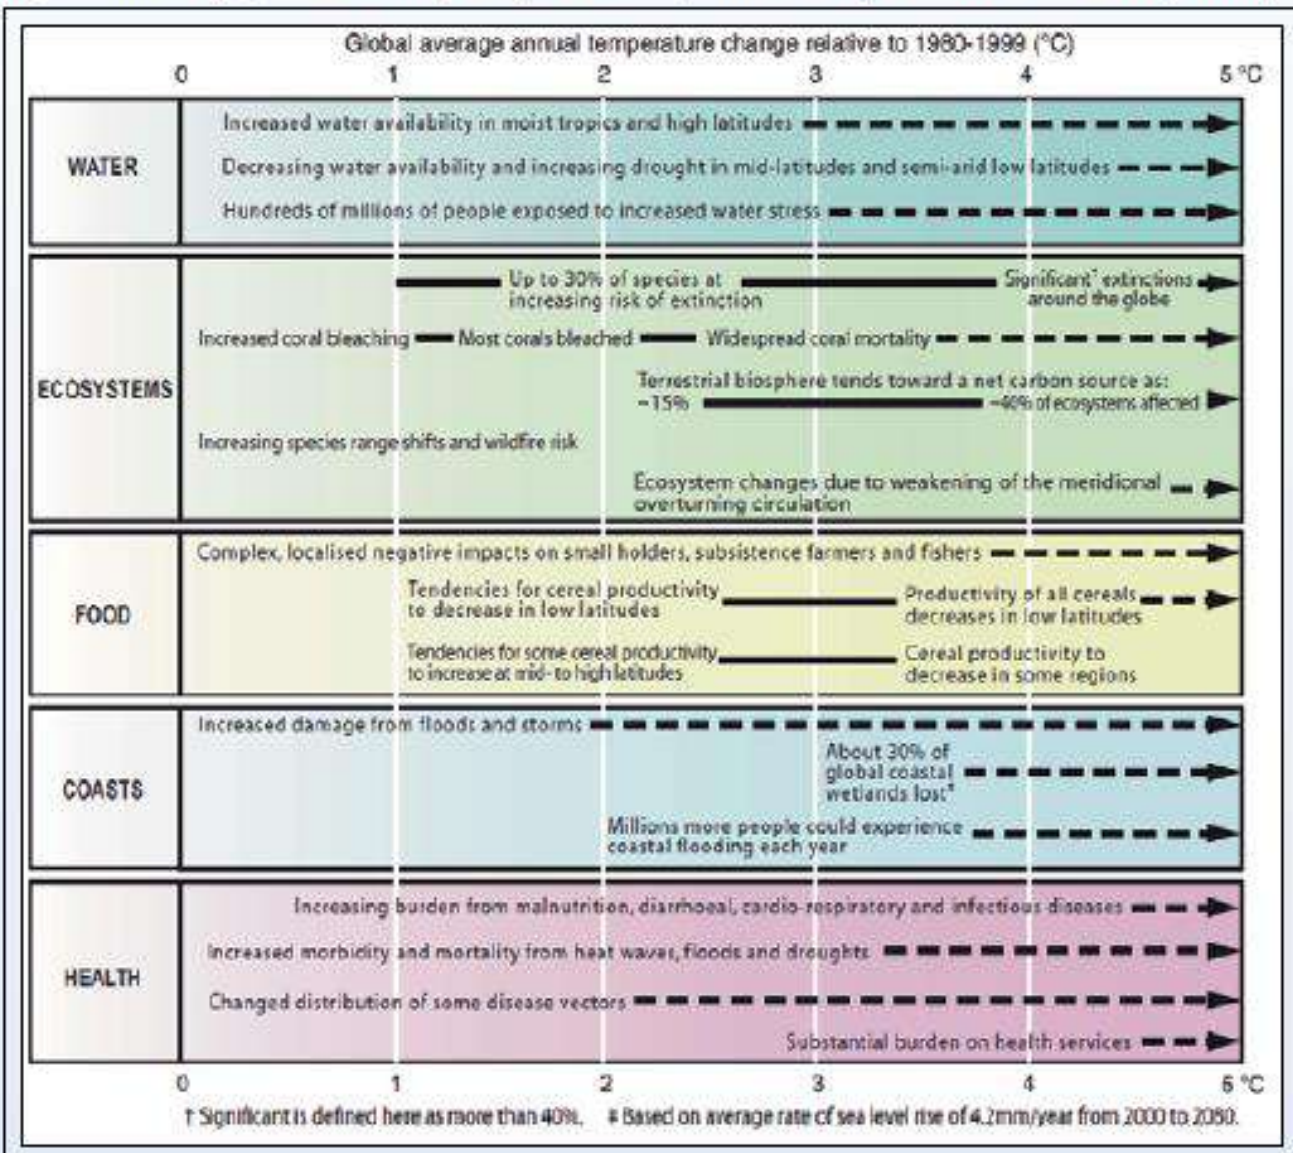 Global average annual temperature change relative to 1980-1999 (°C)
0 1 2 3 4 5 °C
WATER
Increased water availability in moist tropics and high latitudes
Decreasing water availability and increasing drought in mid-latitudes and semi-arid low latitudes
Hundreds of millions of people exposed to increased water stress
ECOSYSTEMS
Up to 30% of species at
increasing risk of extinction
Significant† extinctions
around the globe
Increased coral bleaching Most corals bleached Widespread coral mortality
Terrestrial biosphere tends toward a net carbon source as:
~15% ~40% of ecosystems affected
Increasing species range shifts and wildfire risk
Ecosystem changes due to weakening of the meridional
overturning circulation
FOOD
Complex, localised negative impacts on small holders, subsistence farmers and fishers
Tendencies for cereal productivity
to decrease in low latitudes
Productivity of all cereals
decreases in low latitudes
Tendencies for some cereal productivity
to increase at mid- to high latitudes
Cereal productivity to
decrease in some regions
COASTS
Increased damage from floods and storms
About 30% of
global coastal
wetlands lost‡
Millions more people could experience
coastal flooding each year
HEALTH
Increasing burden from malnutrition, diarrhoeal, cardio-respiratory and infectious diseases
Increased morbidity and mortality from heat waves, floods and droughts
Changed distribution of some disease vectors
Substantial burden on health services
0 1 2 3 4 5 °C
† Significant is defined here as more than 40%. ‡ Based on average rate of sea level rise of 4.2mm/year from 2000 to 2080.